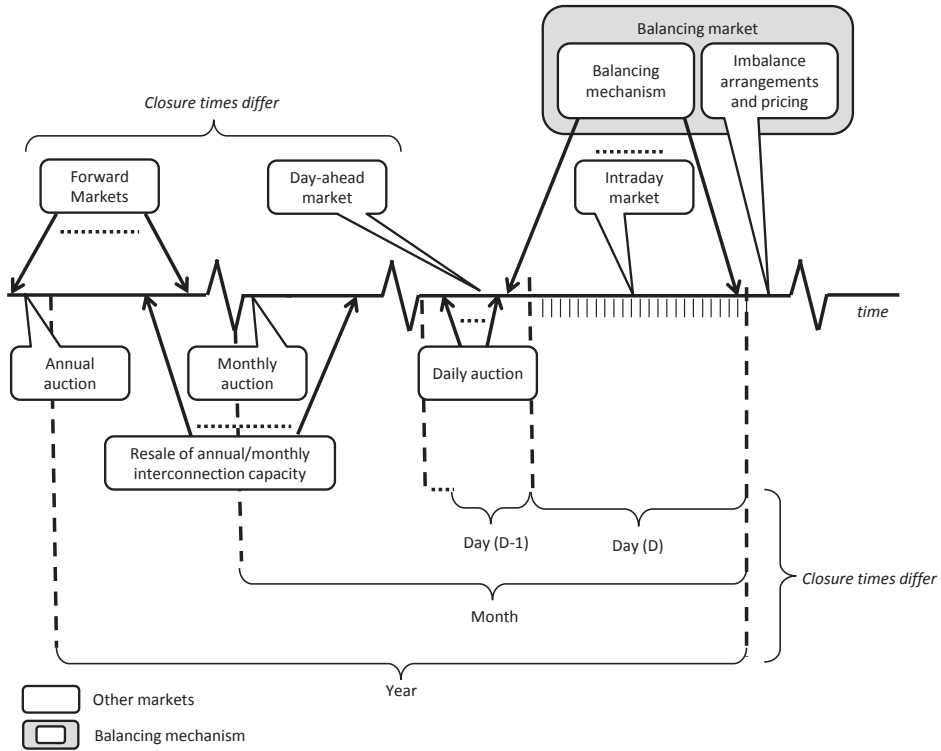 Balancing market
Balancing
mechanism
Imbalance
arrangements
and pricing
Closure times differ
Forward
Markets
Day-ahead
market
Intraday
market
time
Annual
auction
Monthly
auction
Daily auction
Resale of annual/monthly
interconnection capacity
Day (D-1)
Day (D)
Closure times differ
Month
Year
Other markets
Balancing mechanism